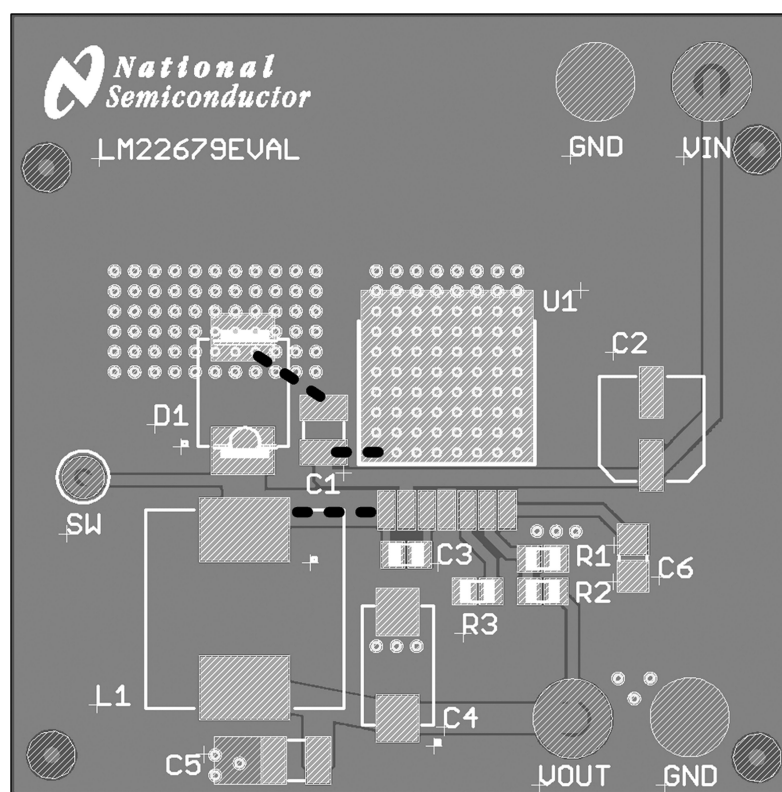 National
Semiconductor
LM22679EVAL
GND
VIN
U1
C2
D1
C1
SW
C3
R1
C6
R2
R3
L1
C4
C5
VOUT
GND